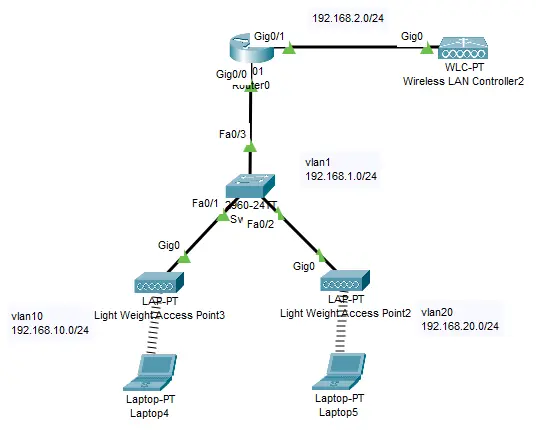 192.168.2.0/24
Gig0/1
Gig0
WLC-PT
Wireless LAN Controller2
Gig0/0
01
Router0
Fa0/3
vlan1
192.168.1.0/24
Fa0/1
2960-24TT
Fa0/2
Gig0
Gig0
LAP-PT
Light Weight Access Point3
LAP-PT
Light Weight Access Point2
vlan10
192.168.10.0/24
vlan20
192.168.20.0/24
Laptop-PT
Laptop4
Laptop-PT
Laptop5